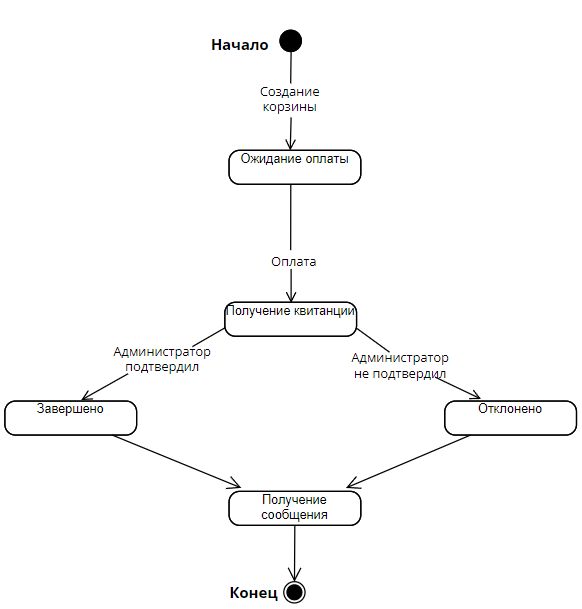 Начало
Создание
корзины
Ожидание оплаты
Оплата
Получение квитанции
Администратор
подтвердил
Администратор
не подтвердил
Завершено
Отклонено
Получение
сообщения
Конец